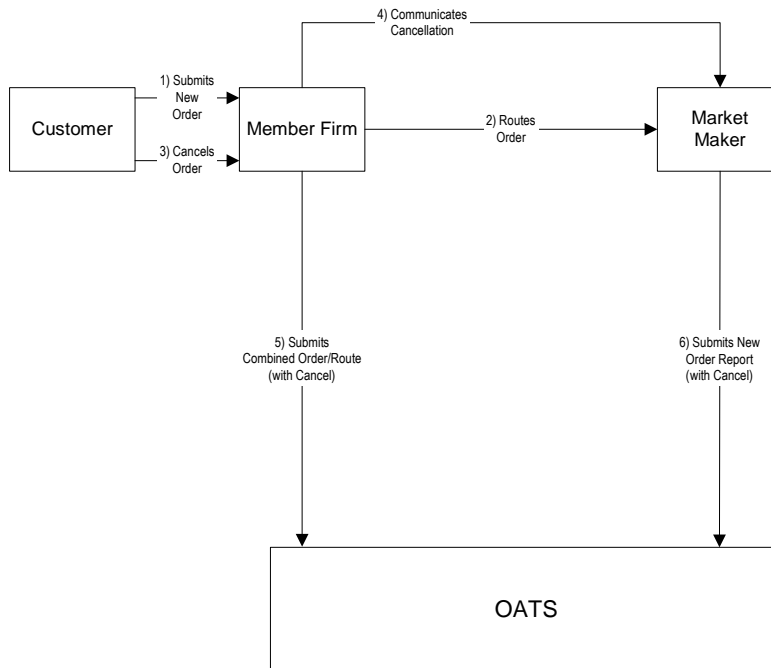 4) Communicates
Cancellation
1) Submits
New
Order
Customer
Member Firm
2) Routes
Order
Market
Maker
3) Cancels
Order
5) Submits
Combined Order/Route
(with Cancel)
6) Submits New
Order Report
(with Cancel)
OATS